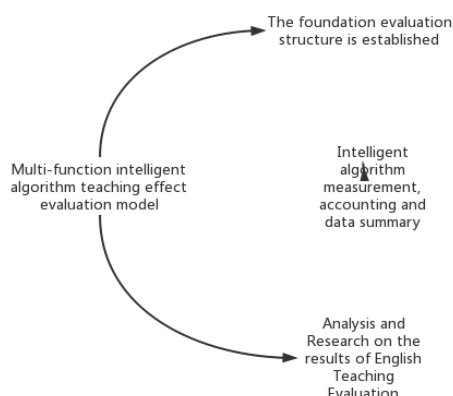 The foundation evaluation
structure is established
Multi-function intelligent
algorithm teaching effect
evaluation model
Intelligent
algorithm
measurement,
accounting and
data summary
Analysis and
Research on the
results of English
Teaching
Evaluation